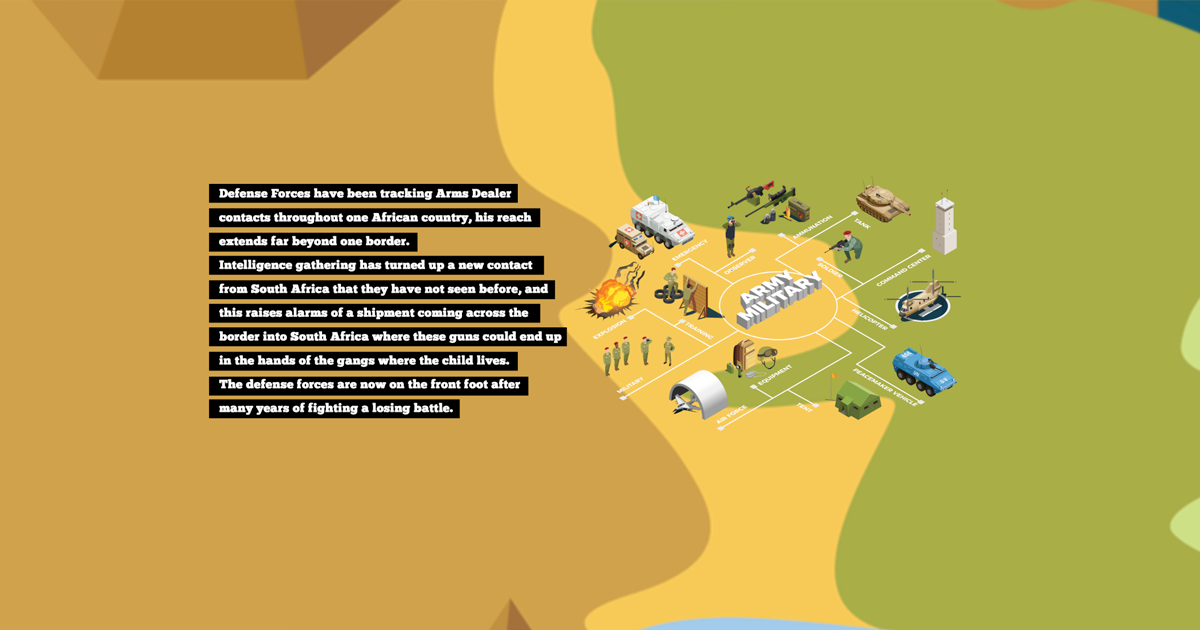 Defense Forces have been tracking Arms Dealer
contacts throughout one African country, his reach
extends far beyond one border.
Intelligence gathering has turned up a new contact
from South Africa that they have not seen before, and
this raises alarms of a shipment coming across the
border into South Africa where these guns could end up
in the hands of the gangs where the child lives.
The defense forces are now on the front foot after
many years of fighting a losing battle.
EMERGENCY
OBSERVER
AMMUNATION
TANK
SOLDIER
COMMAND CENTER
ARMY
MILITARY
HELICOPTER
EXPLOSION
TRAINING
MILITARY
EQUIPMENT
AIR FORCE
TENT
PEACEMAKER VEHICLE